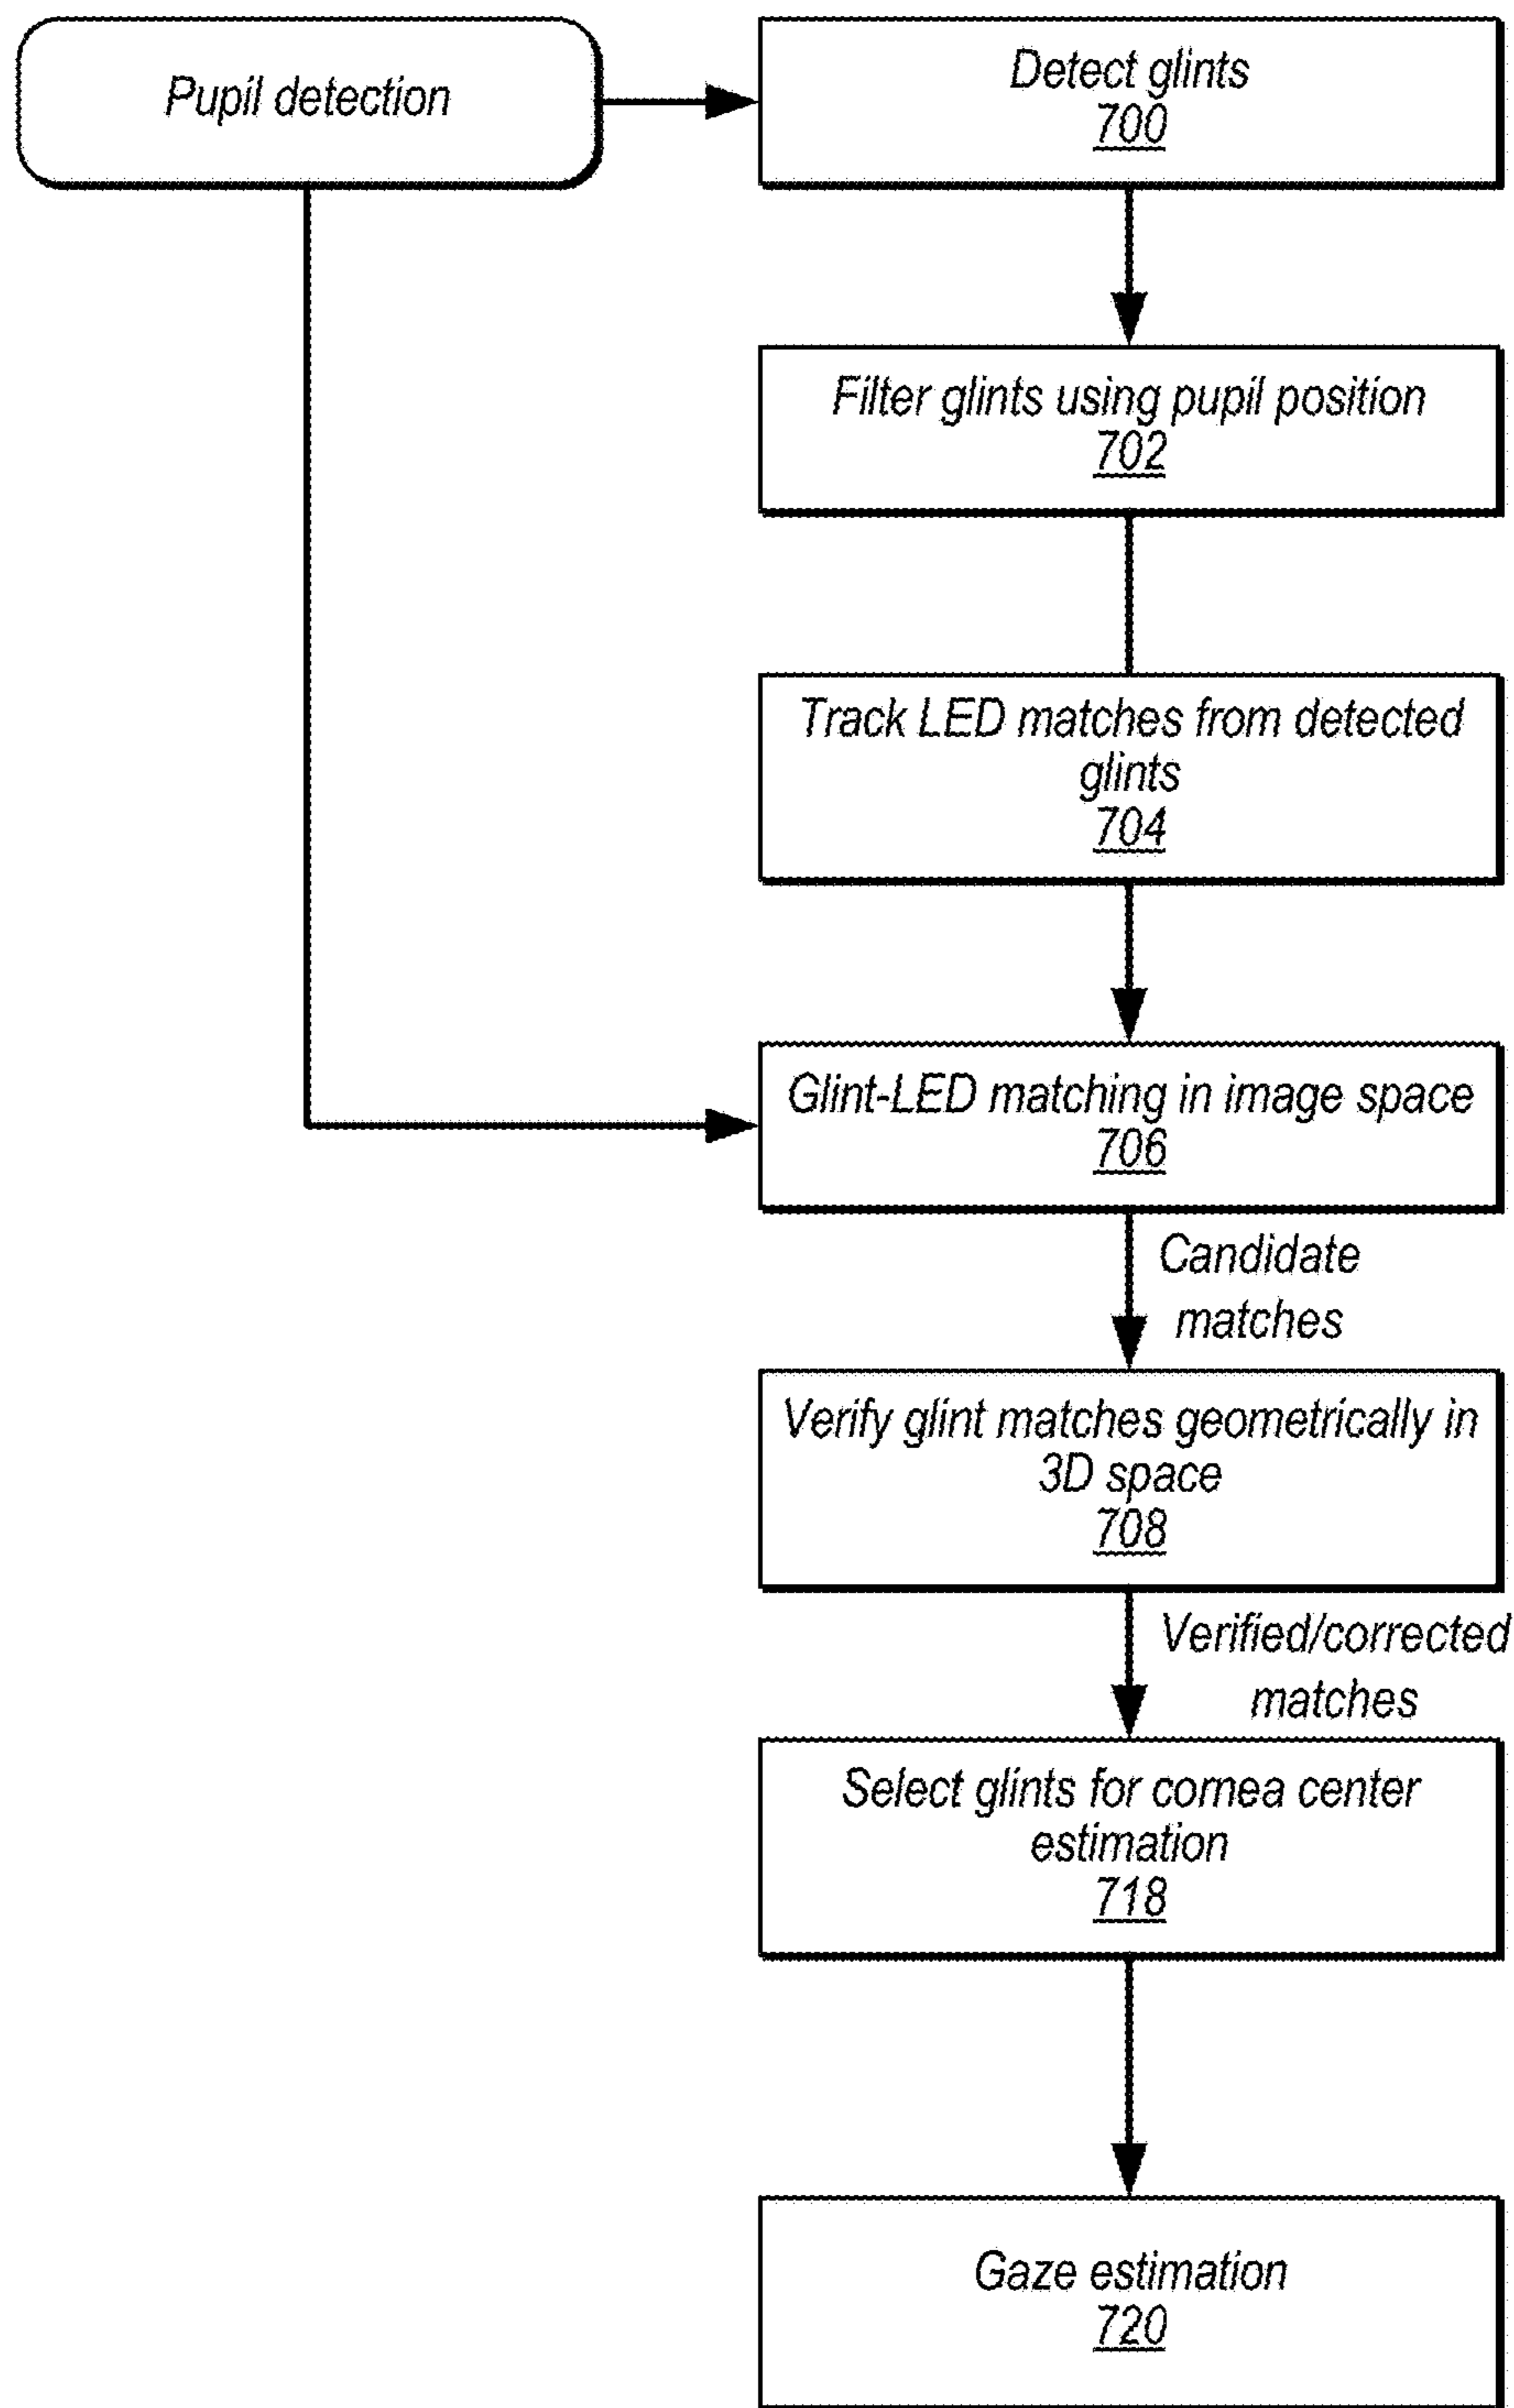 Pupil detection
Detect glints
700
Filter glints using pupil position
702
Track LED matches from detected
glints
704
Glint-LED matching in image space
706
Candidate
matches
Verify glint matches geometrically in
3D space
708
Verified/corrected
matches
Select glints for cornea center
estimation
718
Gaze estimation
720